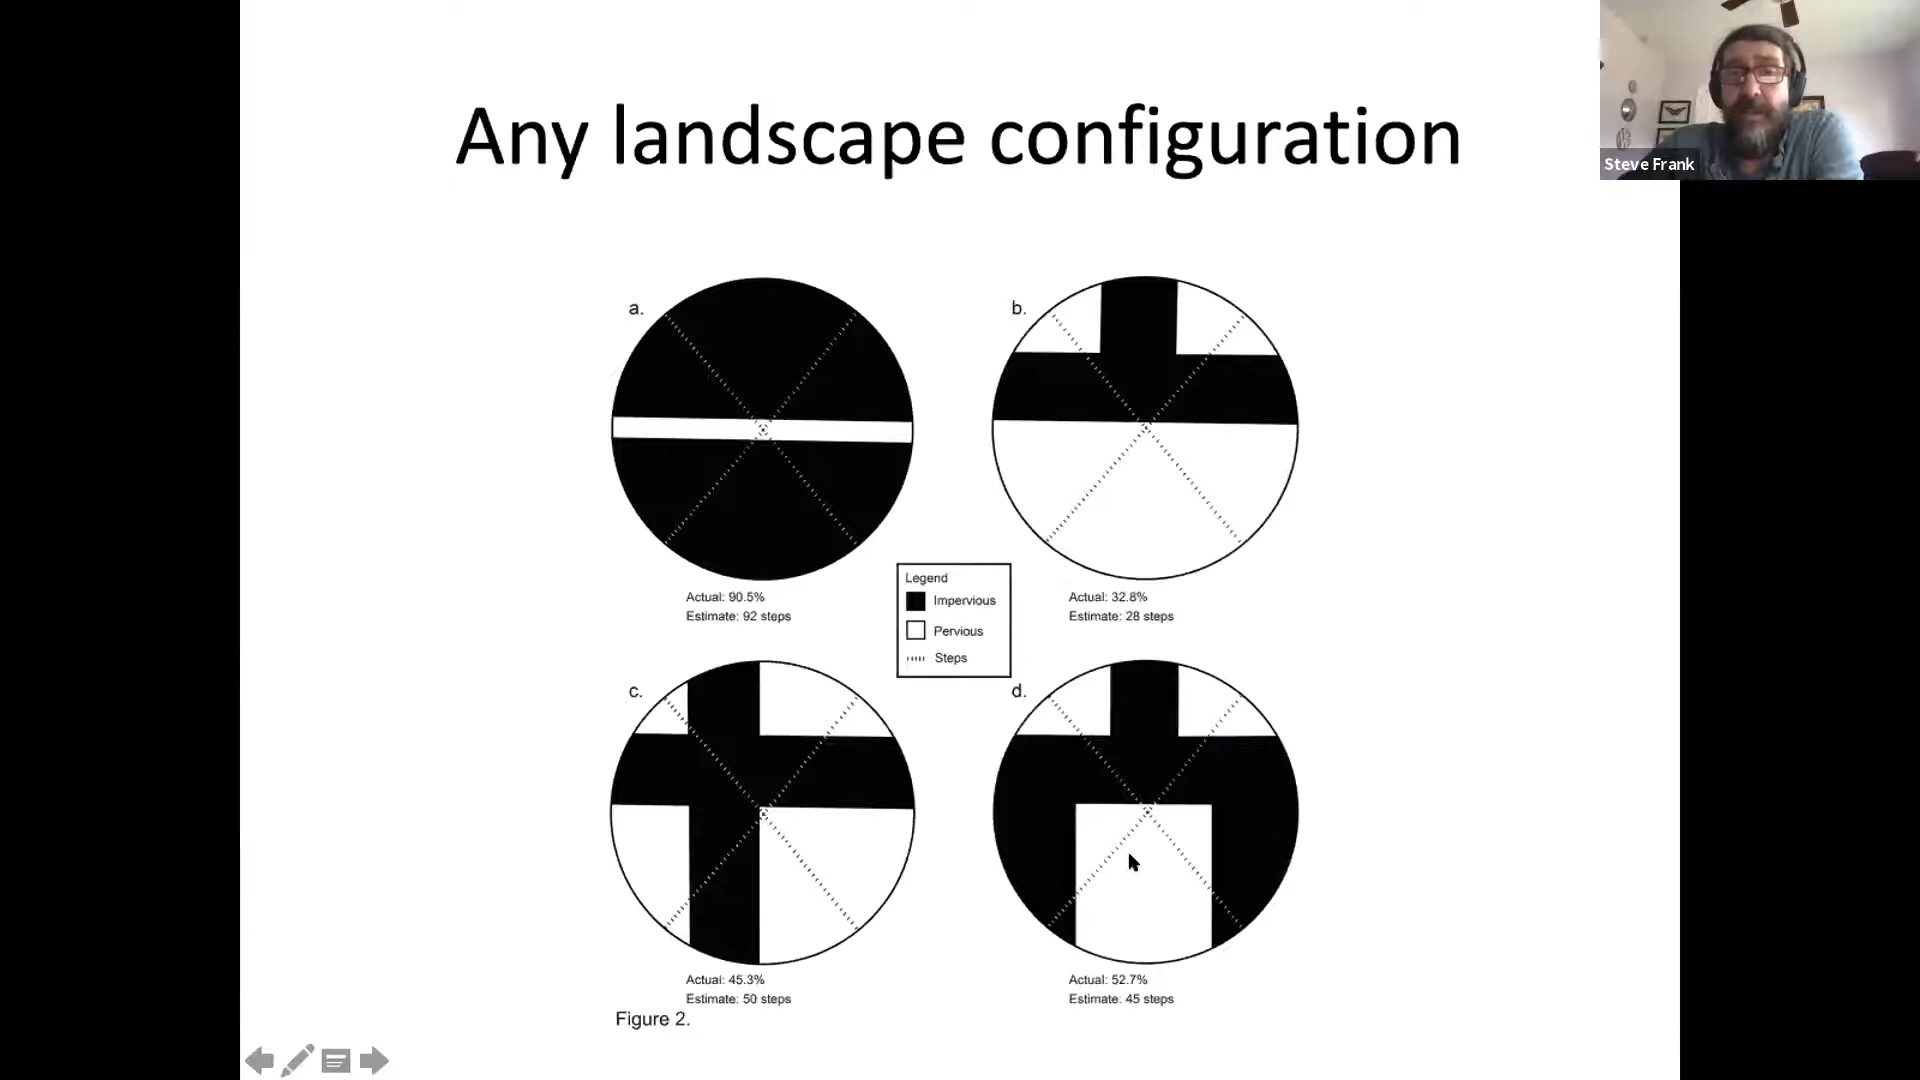 Any landscape configuration
Steve Frank
a.
b.
Actual: 90.5%
Estimate: 92 steps
Actual: 32.8%
Estimate: 28 steps
Legend
Impervious
Pervious
Steps
c.
d.
Actual: 45.3%
Estimate: 50 steps
Actual: 52.7%
Estimate: 45 steps
Figure 2.